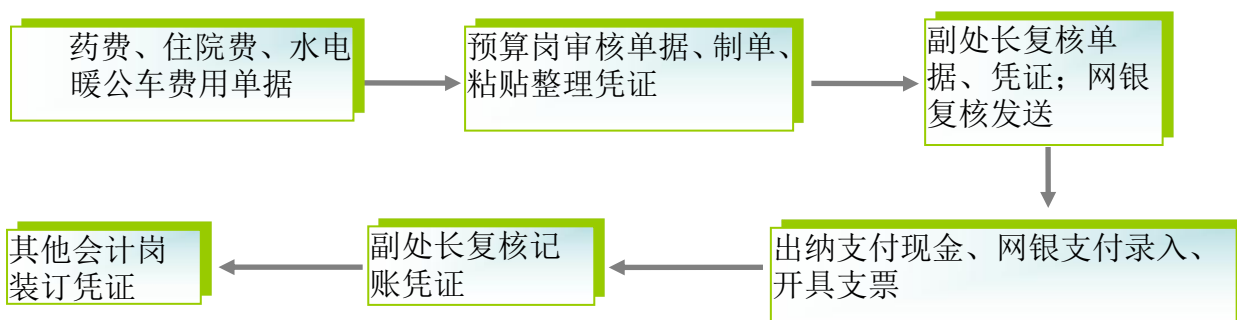 药费、住院费、水电
暖公车费用单据
预算岗审核单据、制单、
粘贴整理凭证
副处长复核单
据、凭证；网银
复核发送
出纳支付现金、网银支付录入、
开具支票
副处长复核记
账凭证
其他会计岗
装订凭证